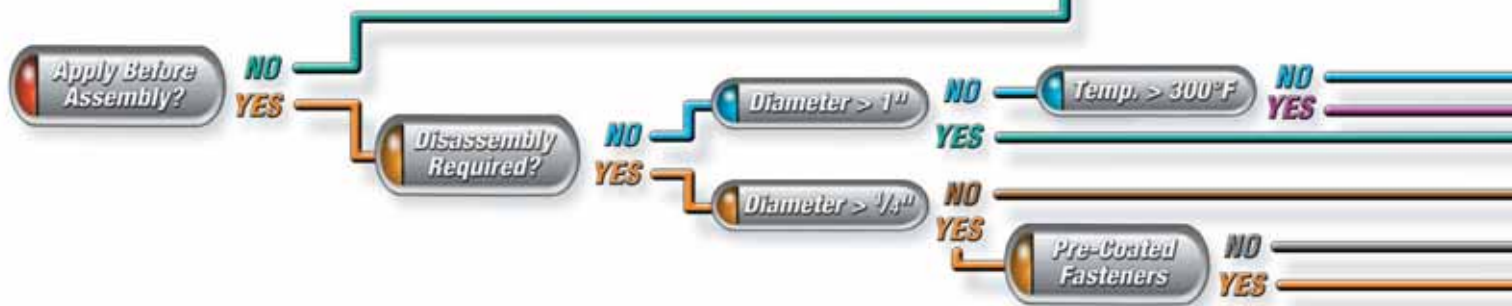 Apply Before
Assembly?
NO
YES
Disassembly
Required?
NO
YES
Diameter > 1"
NO
YES
Temp. > 300°F
NO
YES
Diameter > 1/4"
NO
YES
Pre-Coated
Fasteners
NO
YES